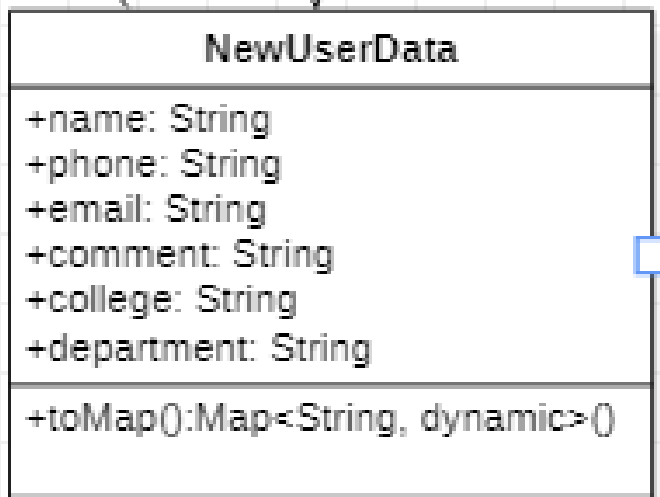 NewUserData
+name: String
+phone: String
+email: String
+comment: String
+college: String
+department: String
+toMap():Map<String, dynamic>()